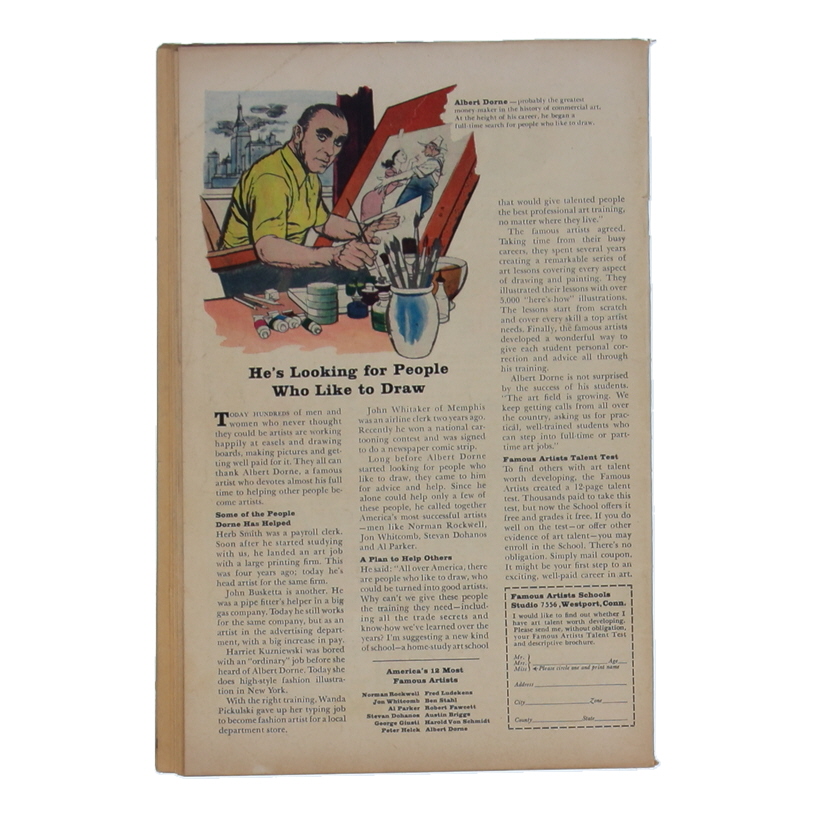 Albert Dorne — probably the greatest
money-maker in the history of commercial art.
At the height of his career, he began a
full-time search for people who like to draw.
He's Looking for People
Who Like to Draw
TODAY HUNDREDS of men and
women who never thought
they could be artists are working
happily at easels and drawing
boards, making pictures and get-
ting well paid for it. They all can
thank Albert Dorne, a famous
artist who devotes almost his full
time to helping other people be-
come artists.
Some of the People
Dorne Has Helped
Herb Smith was a payroll clerk.
Soon after he started studying
with us, he landed an art job
with a large printing firm. This
was four years ago; today he's
head artist for the same firm.
John Busketta is another. He
was a pipe fitter's helper in a big
gas company. Today he still works
for the same company, but as an
artist in the advertising depart-
ment, with a big increase in pay.
Harriet Kuzniewski was bored
with an "ordinary" job before she
heard of Albert Dorne. Today she
does high-style fashion illustra-
tion in New York.
With the right training, Wanda
Pickulski gave up her typing job
to become fashion artist for a local
department store.
John Whitaker of Memphis
was an airline clerk two years ago.
Recently he won a national car-
tooning contest and was signed
to do a newspaper comic strip.
Long before Albert Dorne
started looking for people who
like to draw, they came to him
for advice and help. Since he
alone could help only a few of
these people, he called together
America's most successful artists
—men like Norman Rockwell,
Jon Whitcomb, Stevan Dohanos
and Al Parker.
A Plan to Help Others
He said: "All over America, there
are people who like to draw, who
could be turned into good artists.
Why can't we give these people
the training they need—includ-
ing all the trade secrets and
know-how we've learned over the
years? I'm suggesting a new kind
of school—a home-study art school
America's 12 Most
Famous Artists
Norman Rockwell Fred Ludekens
Jon Whitcomb Ben Stahl
Al Parker Robert Fawcett
Stevan Dohanos Austin Briggs
George Giusti Harold Von Schmidt
Peter Helck Albert Dorne
that would give talented people
the best professional art training,
no matter where they live."
The famous artists agreed.
Taking time from their busy
careers, they spent several years
creating a remarkable series of
art lessons covering every aspect
of drawing and painting. They
illustrated their lessons with over
5,000 "here's-how" illustrations.
The lessons start from scratch
and cover every skill a top artist
needs. Finally, the famous artists
developed a wonderful way to
give each student personal cor-
rection and advice all through
his training.
Albert Dorne is not surprised
by the success of his students.
"The art field is growing. We
keep getting calls from all over
the country, asking us for prac-
tical, well-trained students who
can step into full-time or part-
time art jobs."
Famous Artists Talent Test
To find others with art talent
worth developing, the Famous
Artists created a 12-page talent
test. Thousands paid to take this
test, but now the School offers it
free and grades it free. If you do
well on the test—or offer other
evidence of art talent—you may
enroll in the School. There's no
obligation. Simply mail coupon.
It might be your first step to an
exciting, well-paid career in art.
Famous Artists Schools
Studio 7356, Westport, Conn.
I would like to find out whether I
have art talent worth developing.
Please send me, without obligation,
your Famous Artists Talent Test
and descriptive brochure.
Mr.
Mrs. Age
Miss Please circle one and print name
Address
City Zone
County State